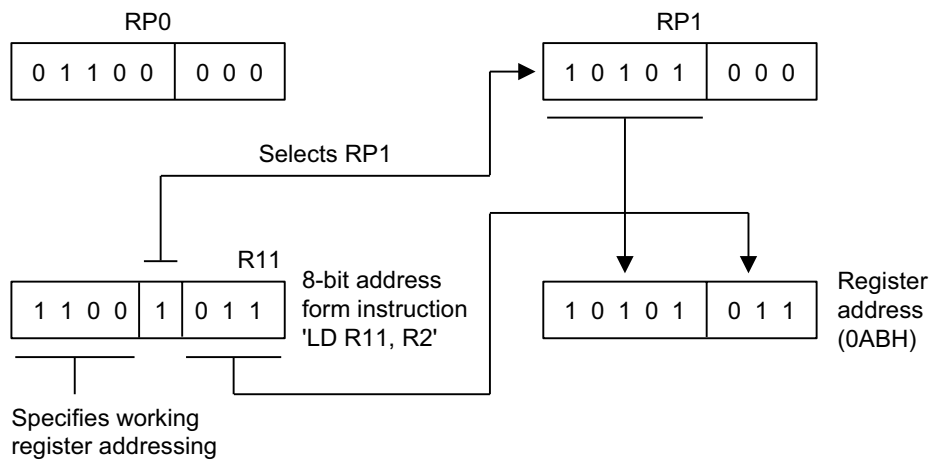 RP0
RP1
0 1 1 0 0 0 0 0
1 0 1 0 1 0 0 0
Selects RP1
R11
1 1 0 0 1 0 1 1
8-bit address
form instruction
'LD R11, R2'
1 0 1 0 1 0 1 1
Register
address
(0ABH)
Specifies working
register addressing